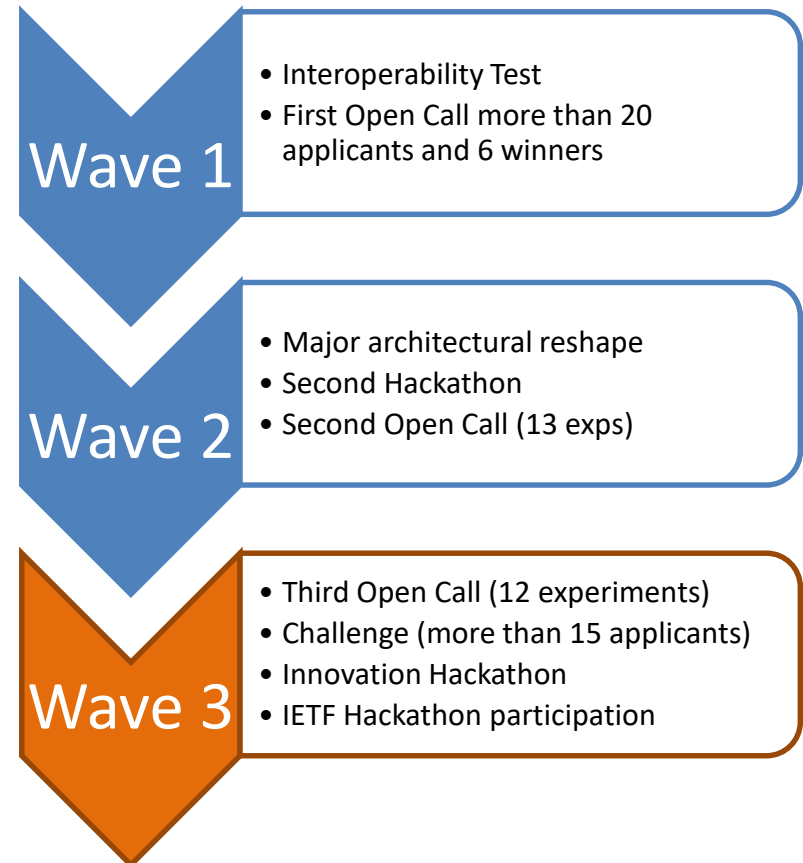 Wave 1
• Interoperability Test
• First Open Call more than 20
applicants and 6 winners
Wave 2
• Major architectural reshape
• Second Hackathon
• Second Open Call (13 exps)
Wave 3
• Third Open Call (12 experiments)
• Challenge (more than 15 applicants)
• Innovation Hackathon
• IETF Hackathon participation